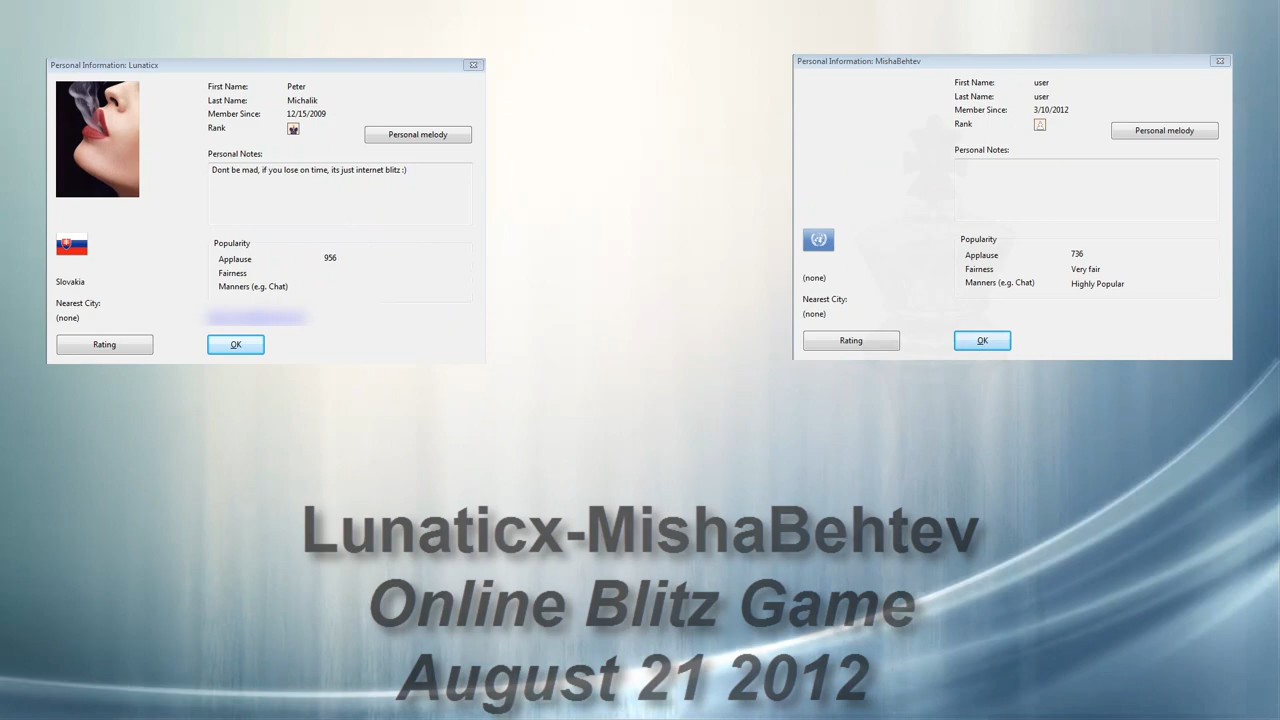 Personal Information: Lunaticx
First Name: Peter
Last Name: Michalik
Member Since: 12/15/2009
Rank
Personal melody
Personal Notes:
Dont be mad, if you lose on time, its just internet blitz :)
Popularity
Applause 956
Fairness
Manners (e.g. Chat)
Slovakia
Nearest City:
(none)
Rating
OK
Personal Information: MishaBehtev
First Name: user
Last Name: user
Member Since: 3/10/2012
Rank
Personal melody
Personal Notes:
Popularity
Applause 736
Fairness Very fair
Manners (e.g. Chat) Highly Popular
(none)
Nearest City:
(none)
Rating
OK
Lunaticx-MishaBehtev
Online Blitz Game
August 21 2012